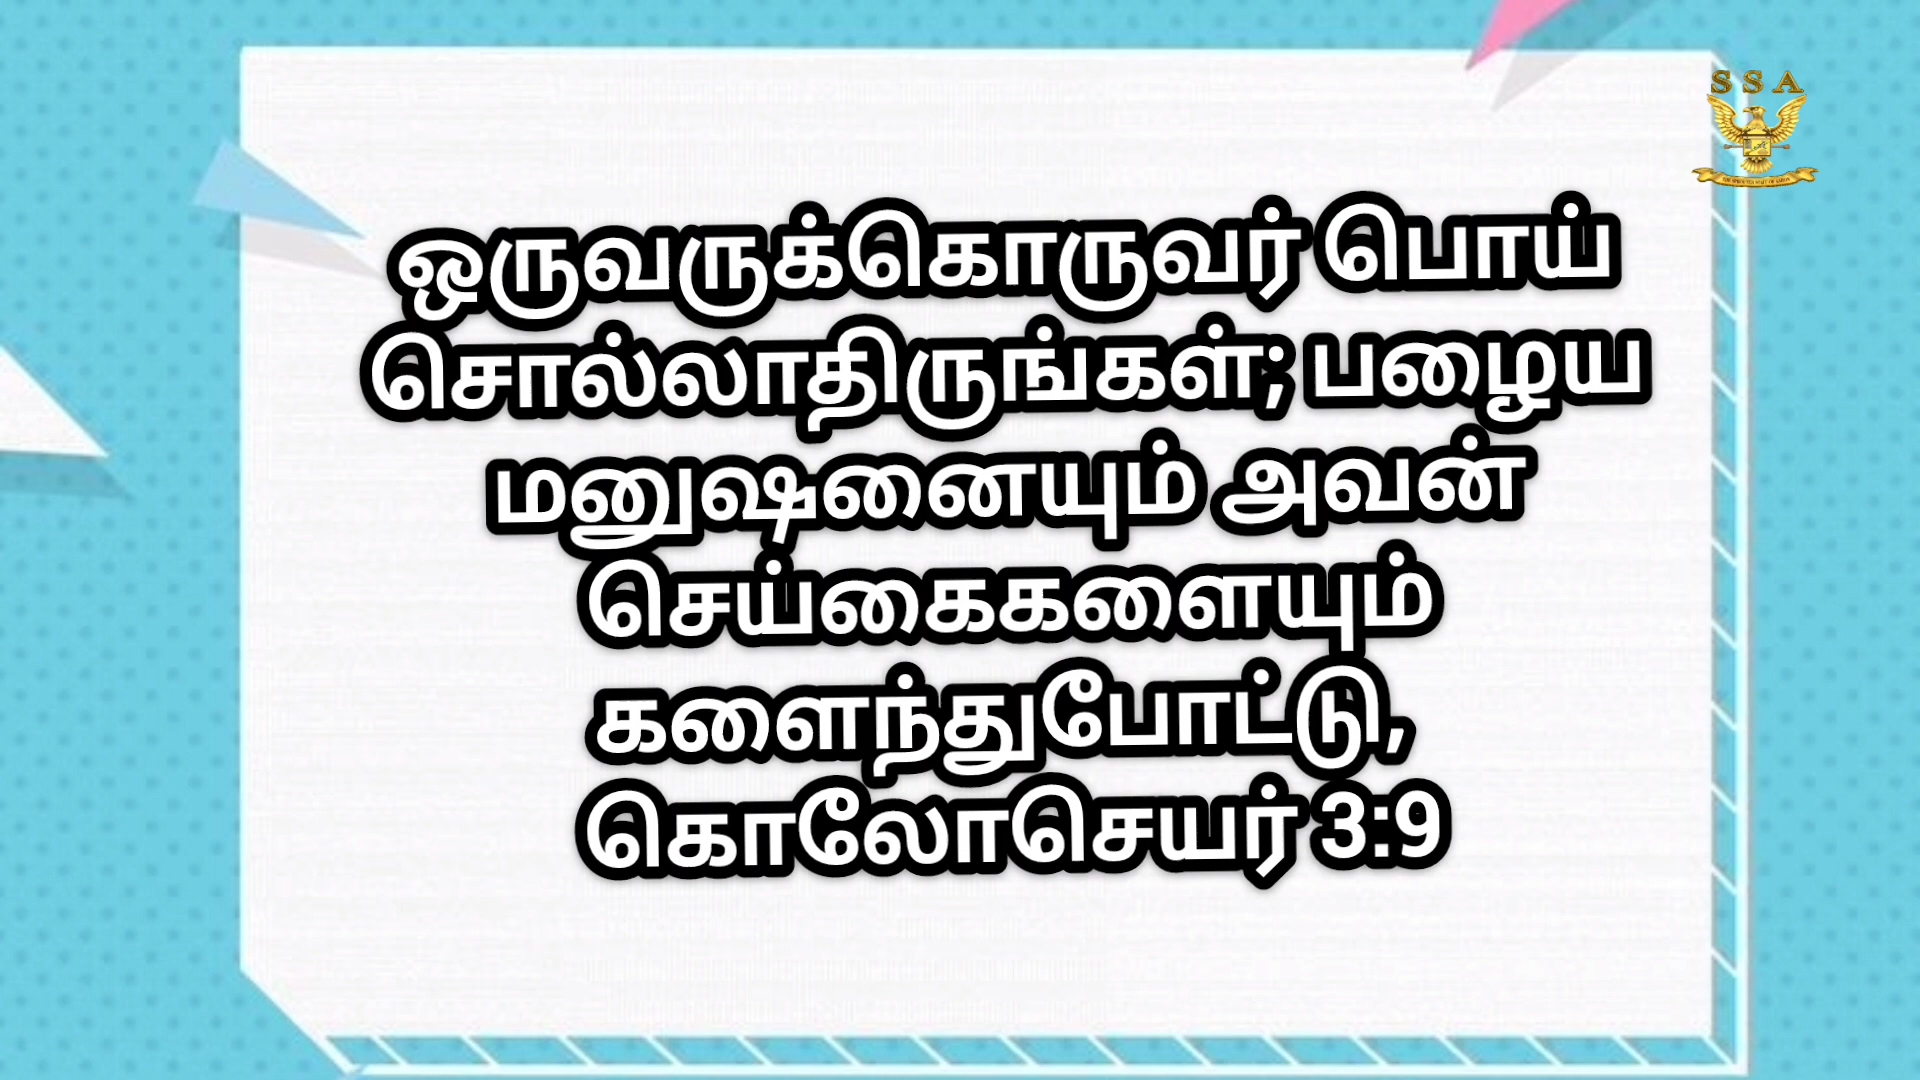 S S A
ஒருவருக்கொருவர் பொய்
சொல்லாதிருங்கள்; பழைய
மனுஷனையும் அவன்
செய்கைகளையும்
களைந்துபோட்டு,
கொலோசெயர் 3:9